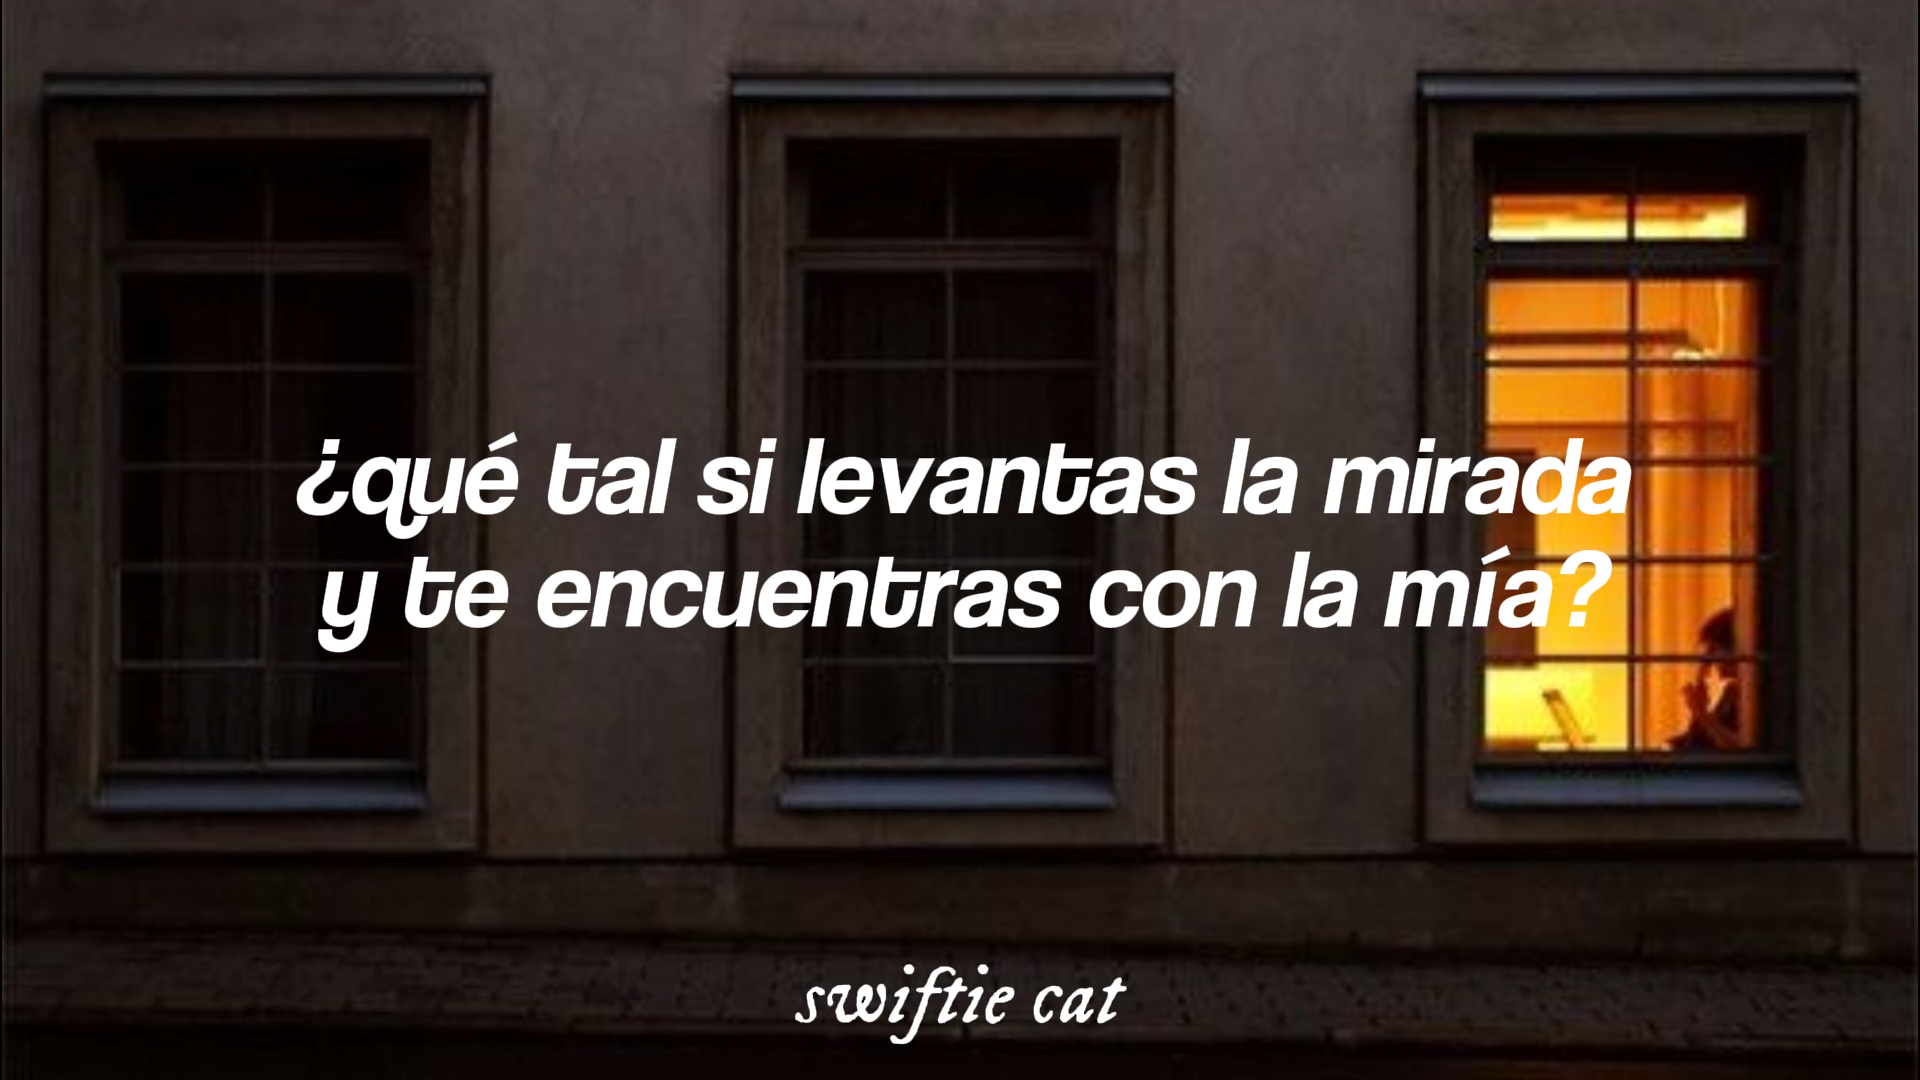 ¿qué tal si levantas la mirada
y te encuentras con la mía?
swiftie cat